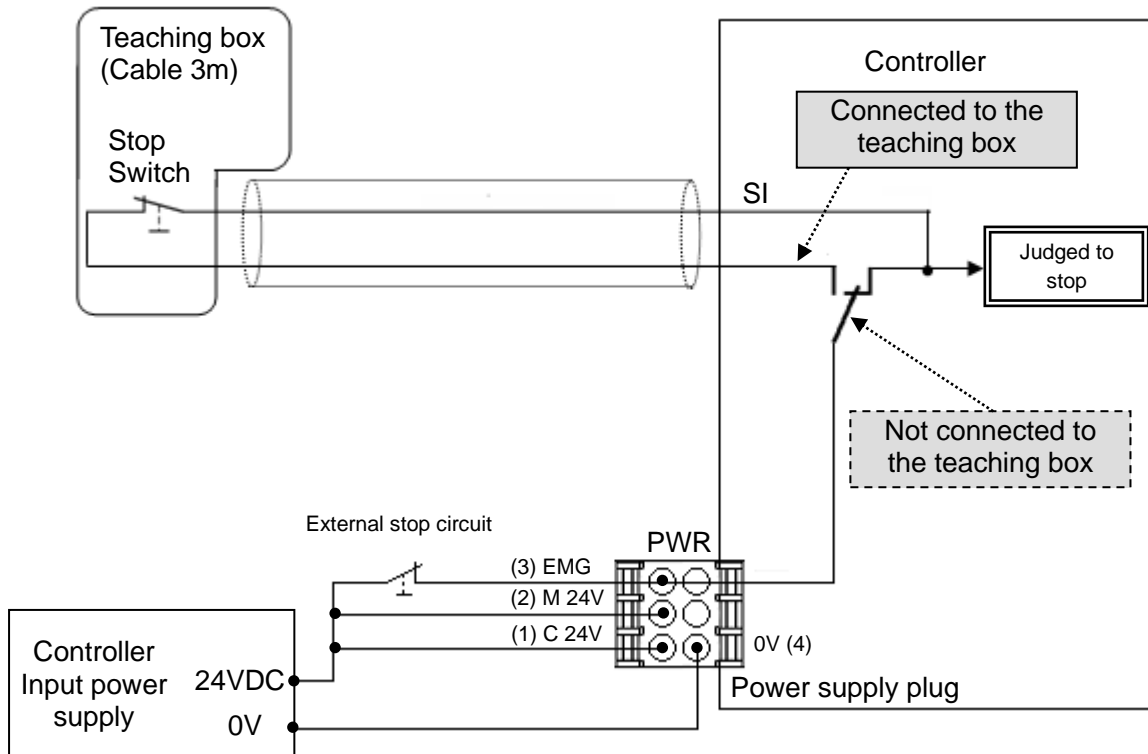 Teaching box
(Cable 3m)
Controller
Connected to the
teaching box
Stop
Switch
SI
Judged to
stop
Not connected to
the teaching box
External stop circuit
PWR
(3) EMG
(2) M 24V
(1) C 24V
0V (4)
Controller
Input power
supply
24VDC
0V
Power supply plug